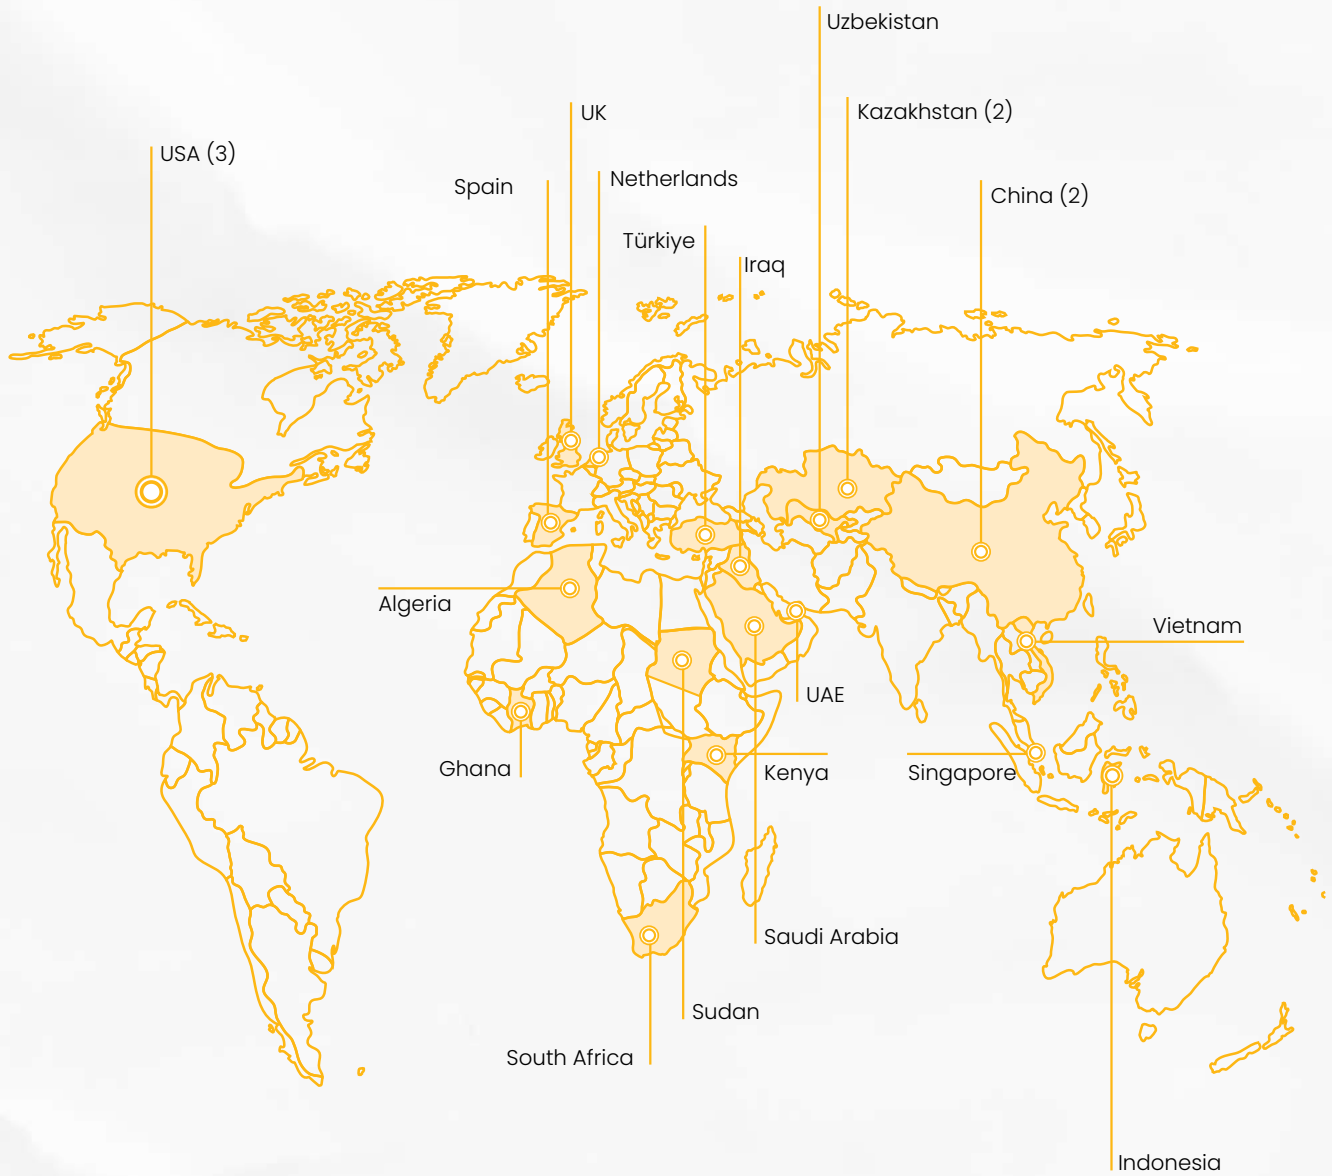 Uzbekistan
UK
Kazakhstan (2)
USA (3)
Spain
Netherlands
China (2)
Türkiye
Iraq
Algeria
Vietnam
UAE
Ghana
Kenya
Singapore
Saudi Arabia
Sudan
South Africa
Indonesia